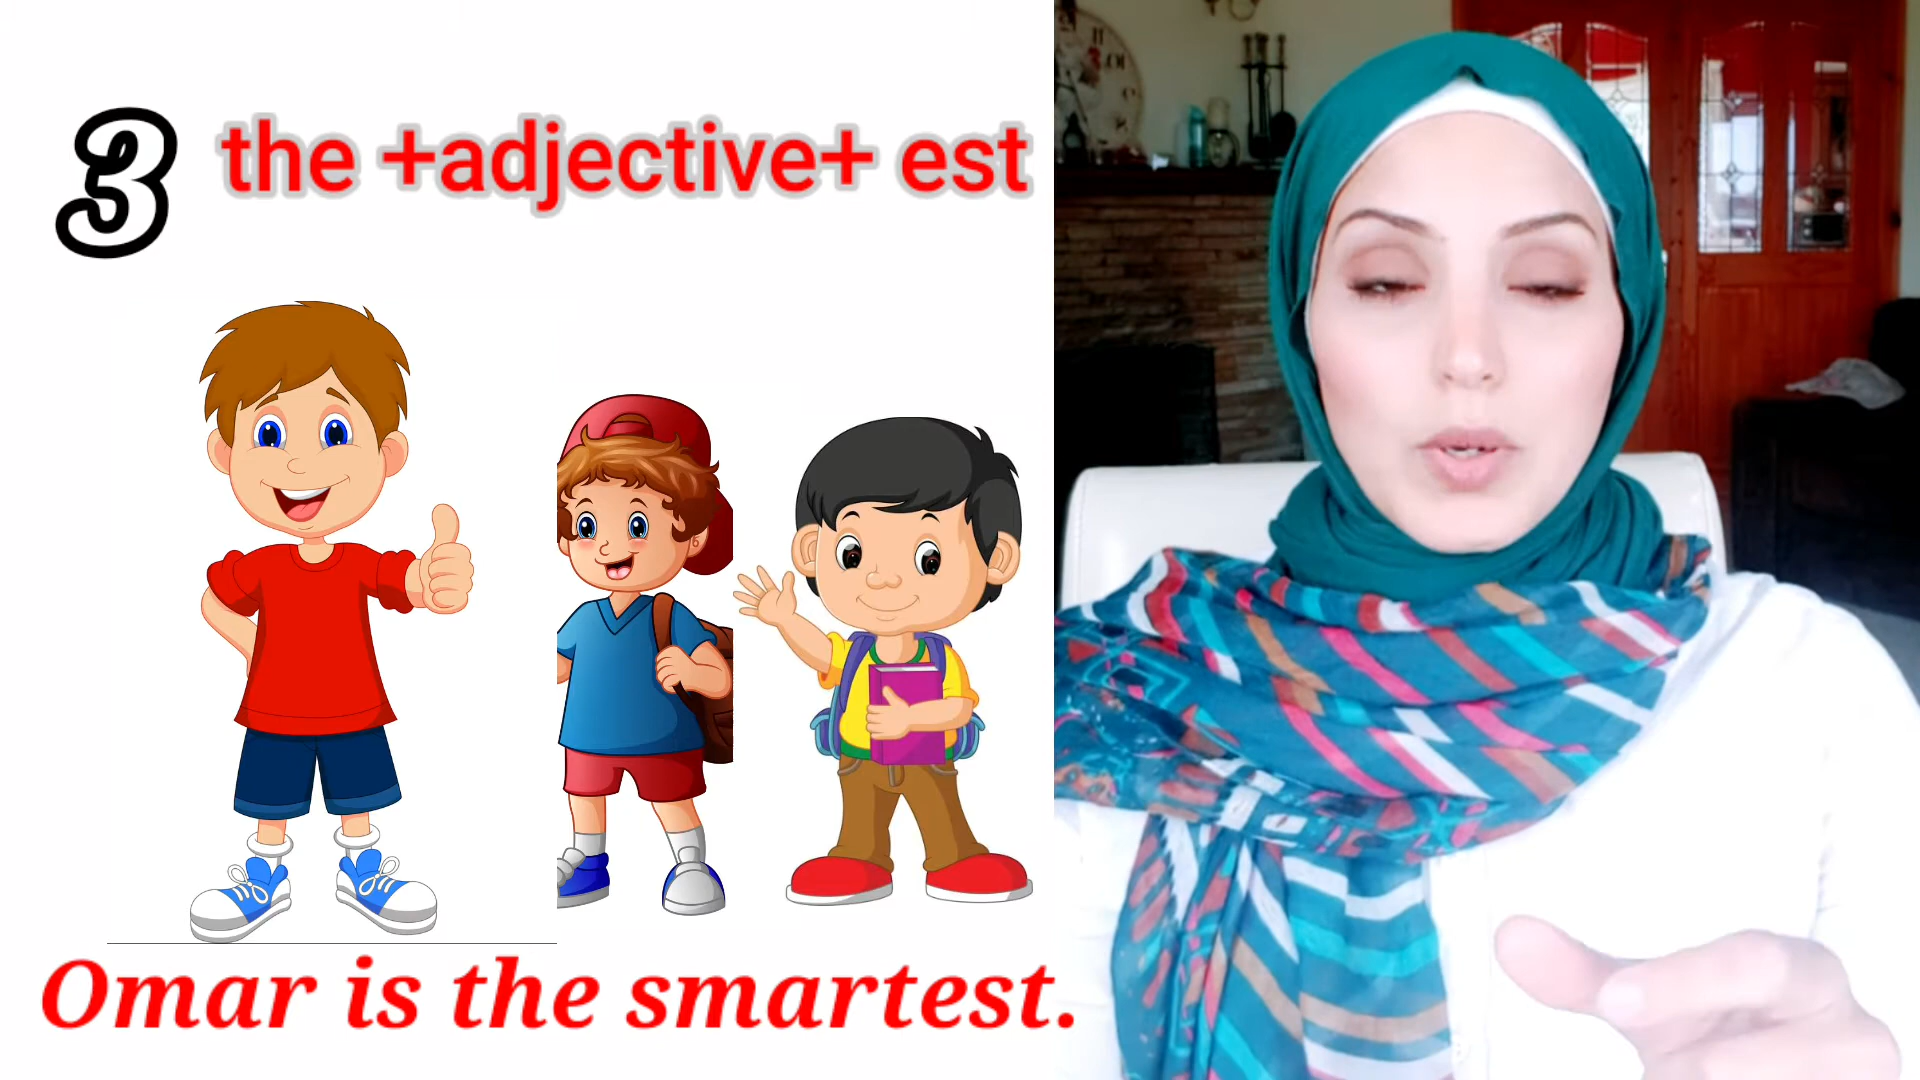 3 the +adjective+ est
Omar is the smartest.